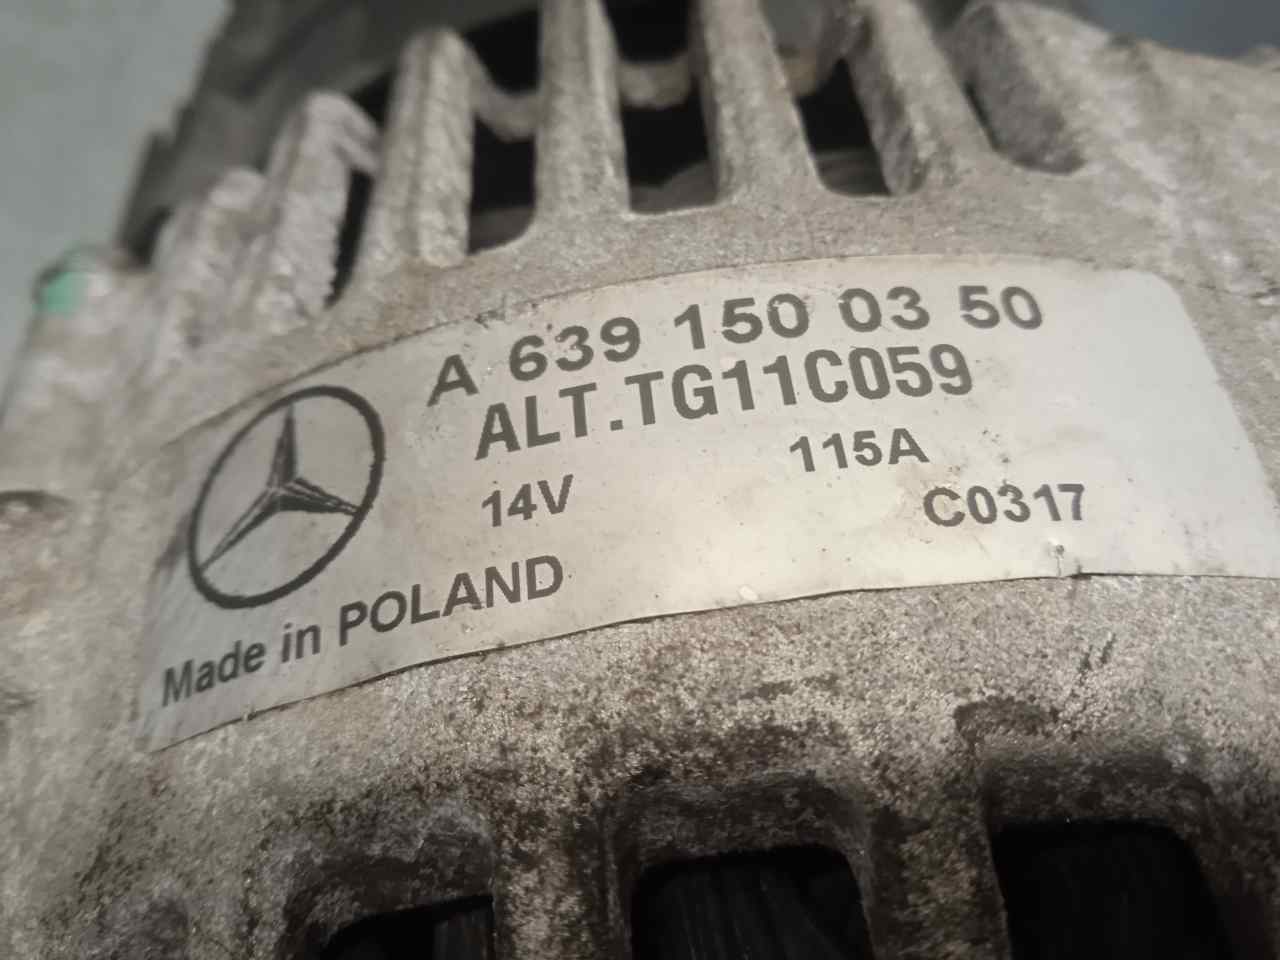 A 639 150 03 50
ALT.TG11C059
14V 115A
C0317
Made in POLAND